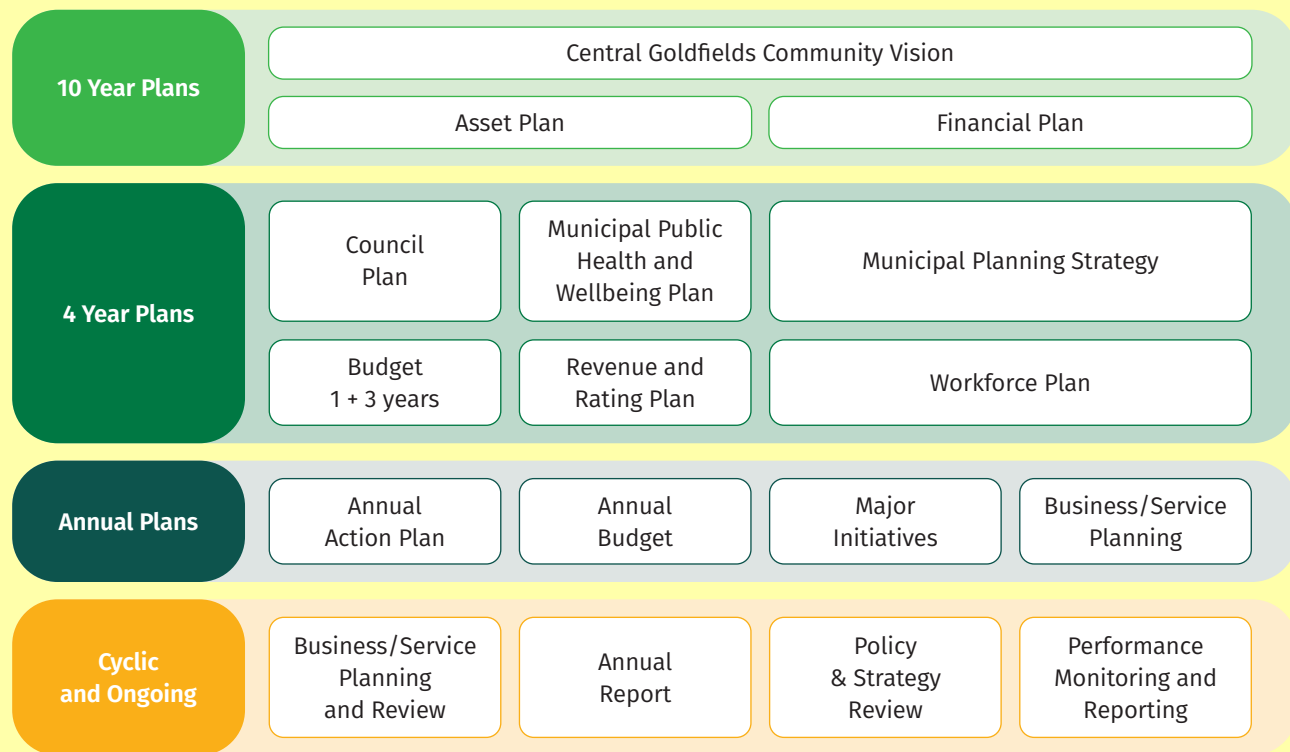 10 Year Plans
Central Goldfields Community Vision
Asset Plan
Financial Plan
4 Year Plans
Council
Plan
Municipal Public
Health and
Wellbeing Plan
Municipal Planning Strategy
Budget
1 + 3 years
Revenue and
Rating Plan
Workforce Plan
Annual Plans
Annual
Action Plan
Annual
Budget
Major
Initiatives
Business/Service
Planning
Cyclic
and Ongoing
Business/Service
Planning
and Review
Annual
Report
Policy
& Strategy
Review
Performance
Monitoring and
Reporting